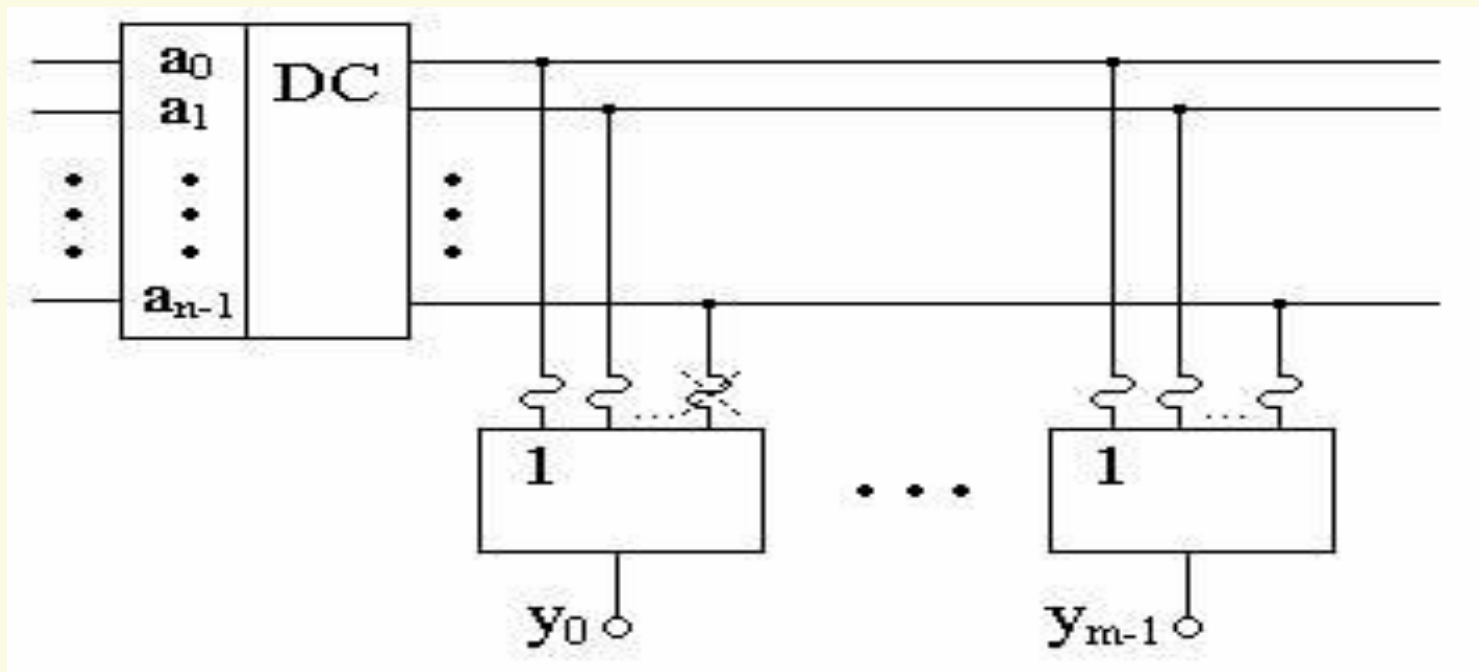 a₀ DC
a₁
aₙ₋₁
1 1
y₀ yₘ₋₁